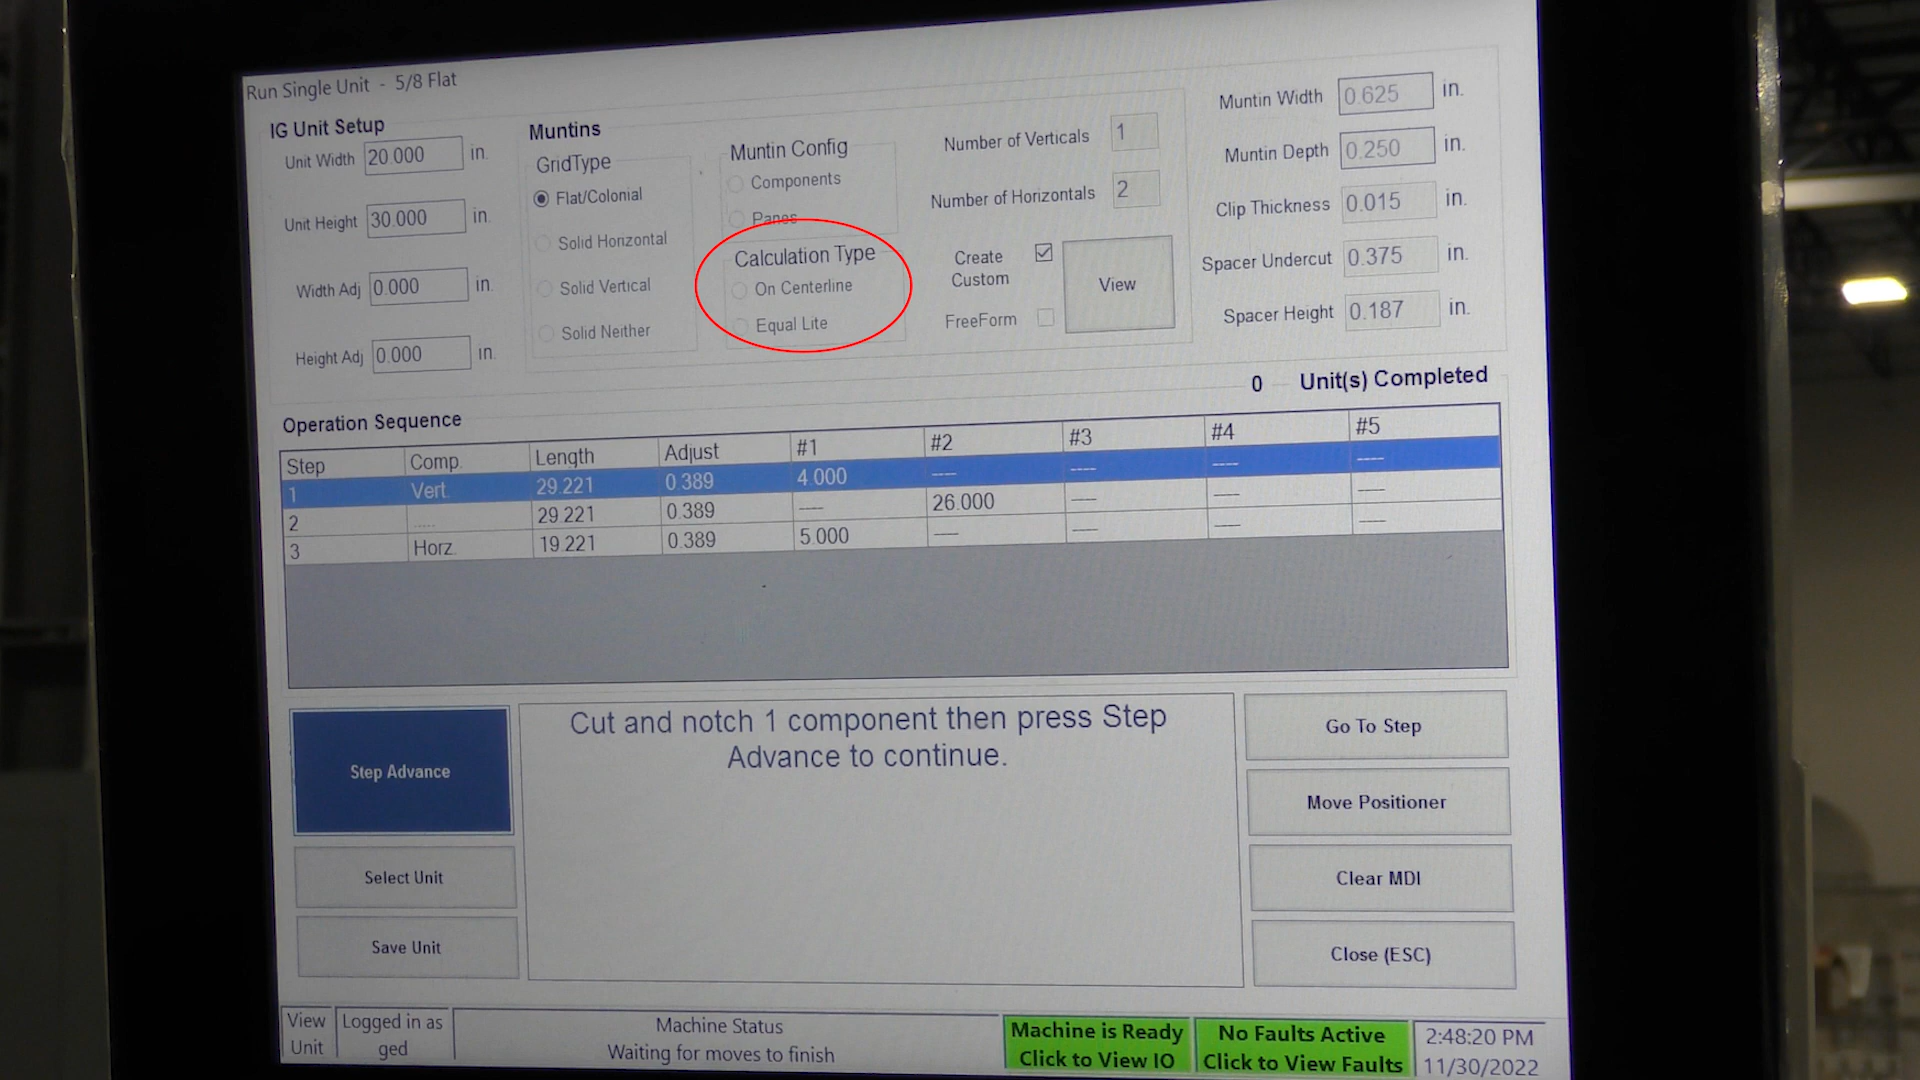 Run Single Unit - 5/8 Flat
IG Unit Setup
Unit Width 20.000 in.
Unit Height 30.000 in.
Width Adj 0.000 in.
Height Adj 0.000 in.
Muntins
GridType
Flat/Colonial
Solid Horizontal
Solid Vertical
Solid Neither
Muntin Config
Components
Panes
Calculation Type
On Centerline
Equal Lite
Number of Verticals 1
Number of Horizontals 2
Create
Custom
FreeForm
View
Muntin Width 0.625 in.
Muntin Depth 0.250 in.
Clip Thickness 0.015 in.
Spacer Undercut 0.375 in.
Spacer Height 0.187 in.
0 Unit(s) Completed
Operation Sequence
Step Comp. Length Adjust #1 #2 #3 #4 #5
1 Vert. 29.221 0.389 4.000 ---- ---- ---- ----
2 ..... 29.221 0.389 ---- 26.000 ---- ---- ----
3 Horz. 19.221 0.389 5.000 ---- ---- ---- ----
Step Advance
Select Unit
Save Unit
Cut and notch 1 component then press Step
Advance to continue.
Go To Step
Move Positioner
Clear MDI
Close (ESC)
View
Unit
Logged in as
ged
Machine Status
Waiting for moves to finish
Machine is Ready
Click to View IO
No Faults Active
Click to View Faults
2:48:20 PM
11/30/2022